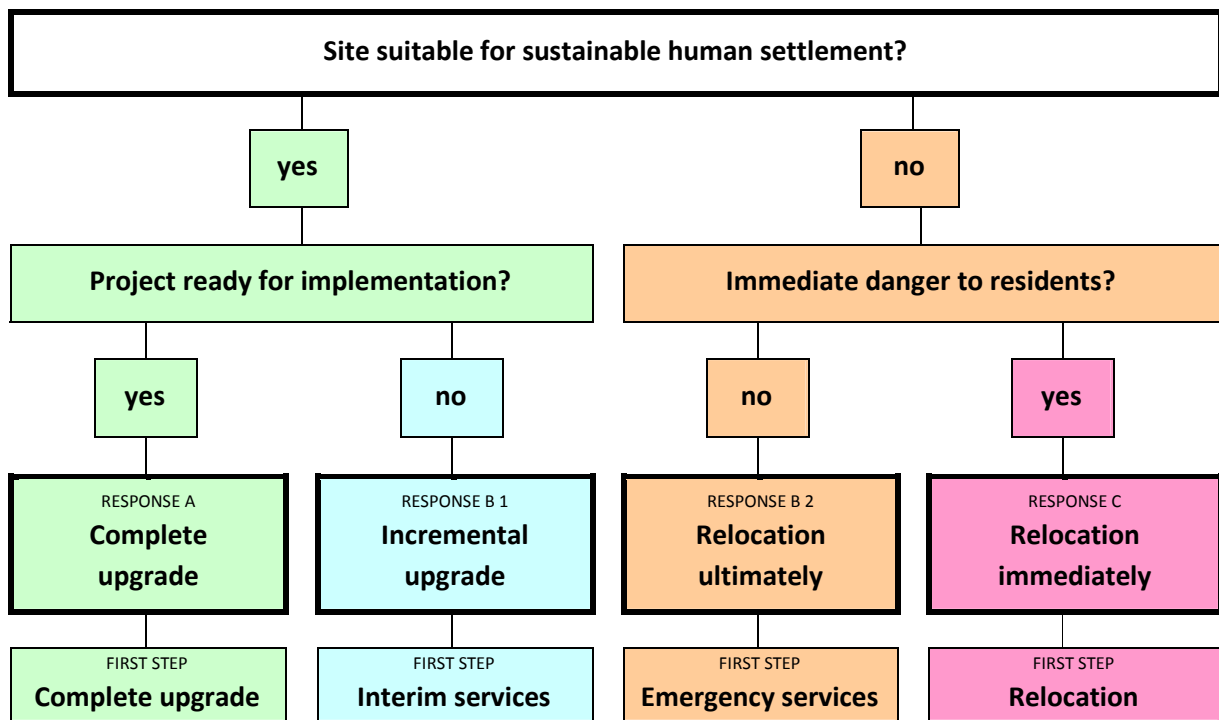 Site suitable for sustainable human settlement?
yes
no
Project ready for implementation?
Immediate danger to residents?
yes
no
no
yes
RESPONSE A
Complete
upgrade
RESPONSE B 1
Incremental
upgrade
RESPONSE B 2
Relocation
ultimately
RESPONSE C
Relocation
immediately
FIRST STEP
Complete upgrade
FIRST STEP
Interim services
FIRST STEP
Emergency services
FIRST STEP
Relocation